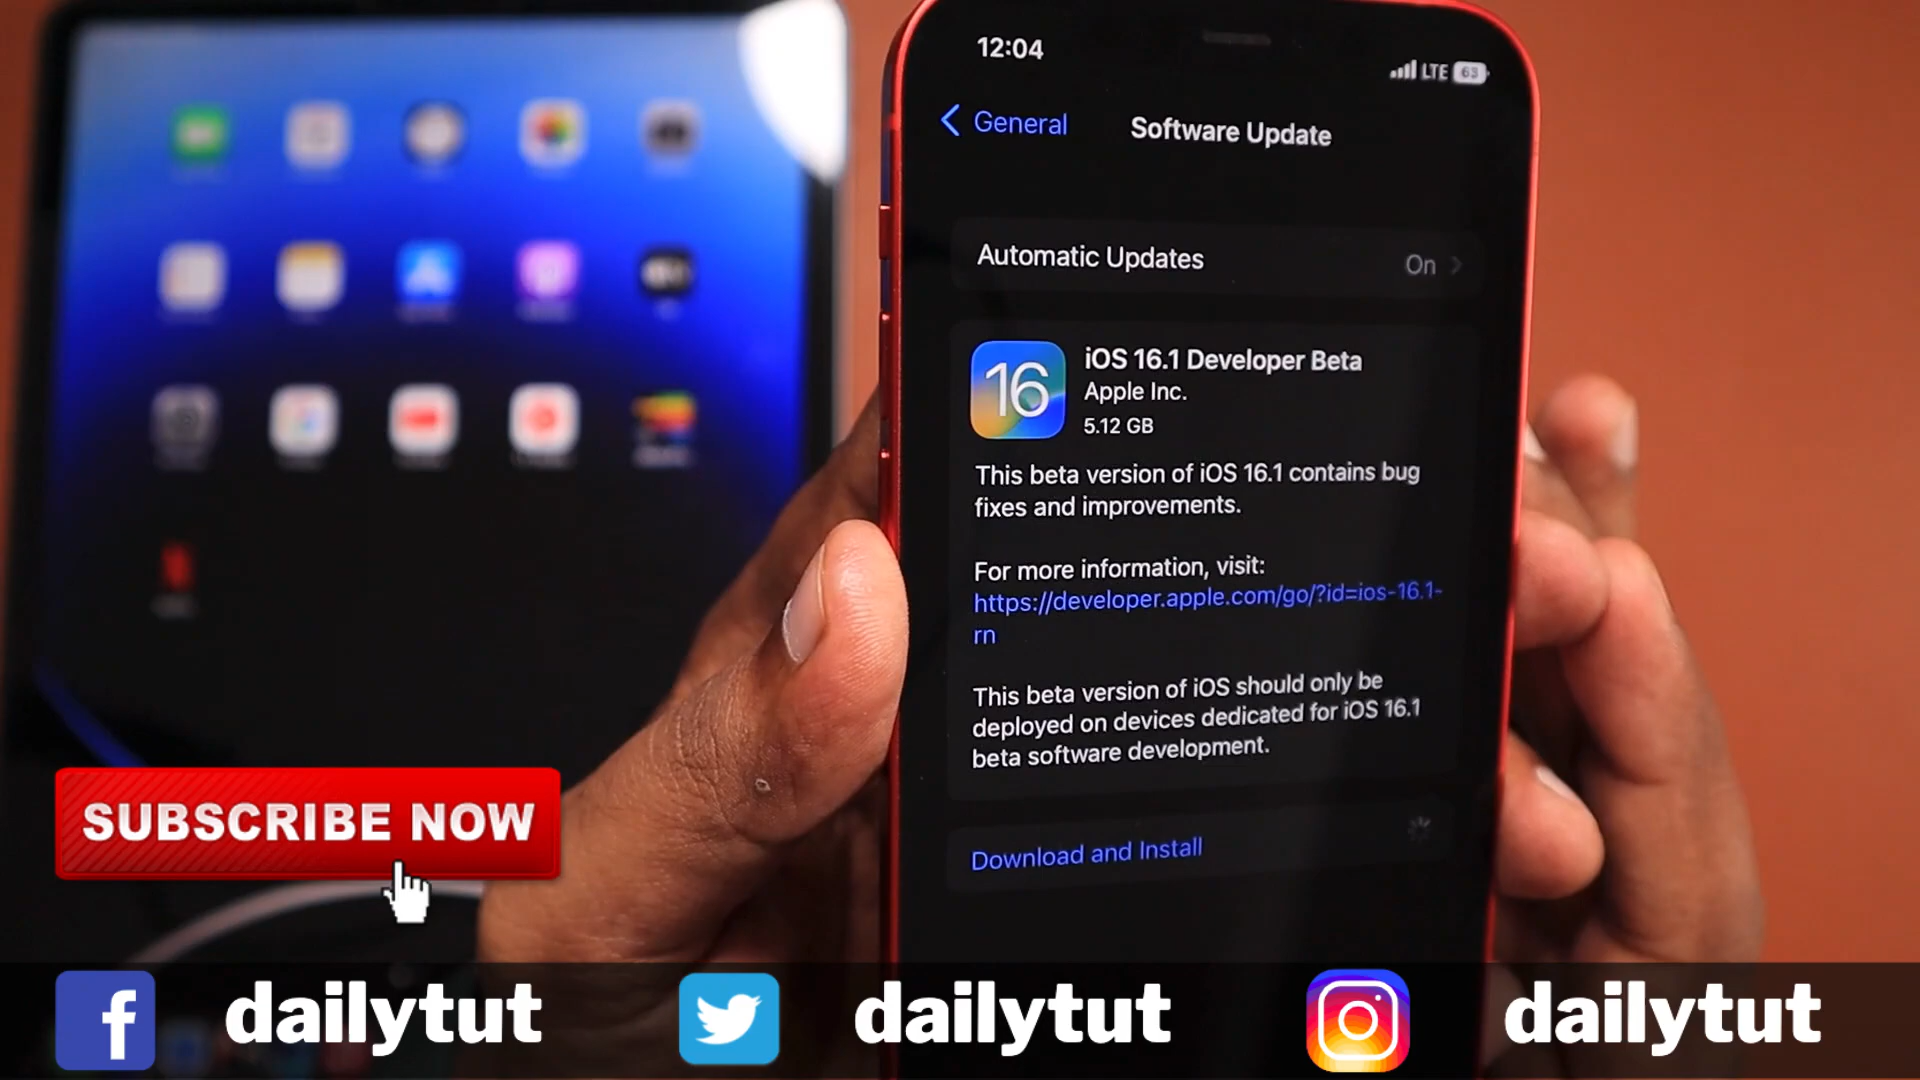 12:04
LTE 63
General
Software Update
Automatic Updates
On
16
iOS 16.1 Developer Beta
Apple Inc.
5.12 GB
This beta version of iOS 16.1 contains bug
fixes and improvements.
For more information, visit:
https://developer.apple.com/go/?id=ios-16.1-
rn
This beta version of iOS should only be
deployed on devices dedicated for iOS 16.1
beta software development.
Download and Install
SUBSCRIBE NOW
f dailytut
dailytut
dailytut